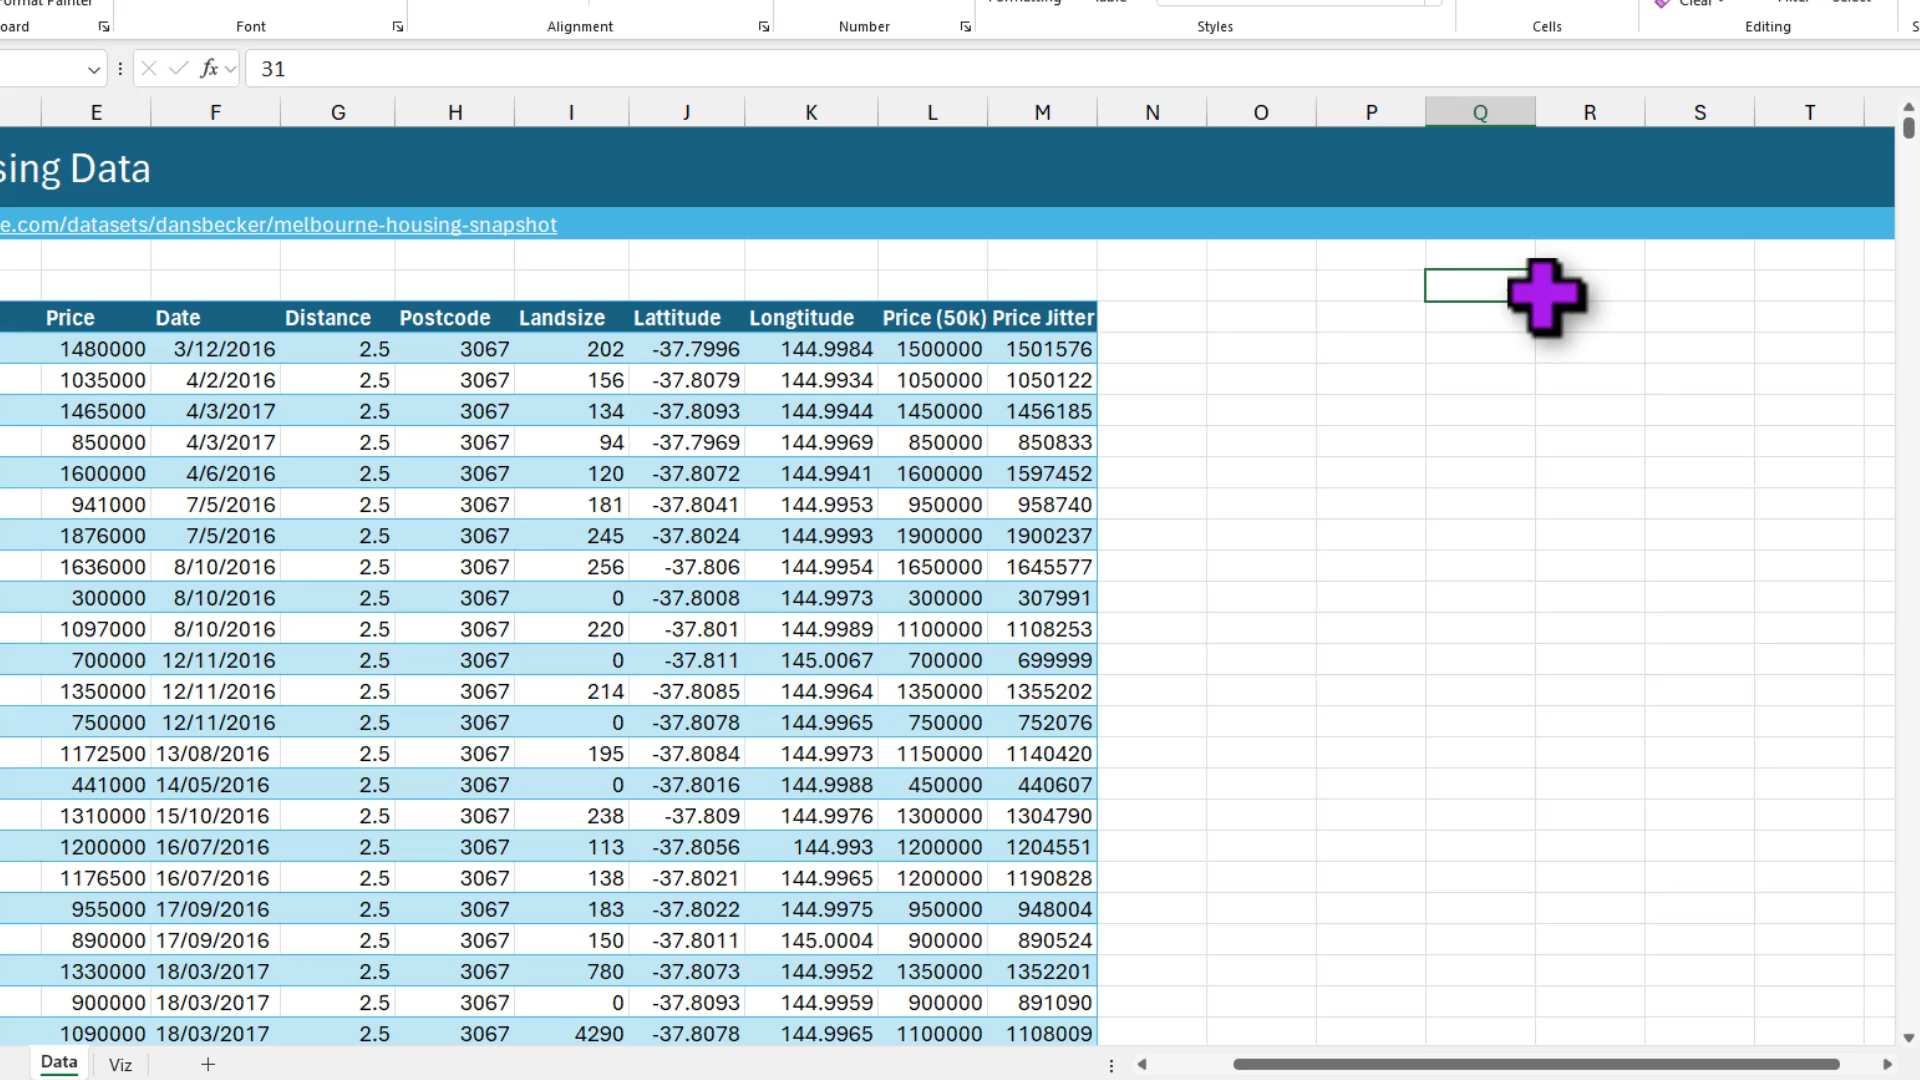 Format Painter
Formatting Table Clear Filter Select
oard Font Alignment Number Styles Cells Editing
fx 31
E F G H I J K L M N O P Q R S T
sing Data
e.com/datasets/dansbecker/melbourne-housing-snapshot
Price Date Distance Postcode Landsize Lattitude Longtitude Price (50k) Price Jitter
1480000 3/12/2016 2.5 3067 202 -37.7996 144.9984 1500000 1501576
1035000 4/2/2016 2.5 3067 156 -37.8079 144.9934 1050000 1050122
1465000 4/3/2017 2.5 3067 134 -37.8093 144.9944 1450000 1456185
850000 4/3/2017 2.5 3067 94 -37.7969 144.9969 850000 850833
1600000 4/6/2016 2.5 3067 120 -37.8072 144.9941 1600000 1597452
941000 7/5/2016 2.5 3067 181 -37.8041 144.9953 950000 958740
1876000 7/5/2016 2.5 3067 245 -37.8024 144.9993 1900000 1900237
1636000 8/10/2016 2.5 3067 256 -37.806 144.9954 1650000 1645577
300000 8/10/2016 2.5 3067 0 -37.8008 144.9973 300000 307991
1097000 8/10/2016 2.5 3067 220 -37.801 144.9989 1100000 1108253
700000 12/11/2016 2.5 3067 0 -37.811 145.0067 700000 699999
1350000 12/11/2016 2.5 3067 214 -37.8085 144.9964 1350000 1355202
750000 12/11/2016 2.5 3067 0 -37.8078 144.9965 750000 752076
1172500 13/08/2016 2.5 3067 195 -37.8084 144.9973 1150000 1140420
441000 14/05/2016 2.5 3067 0 -37.8016 144.9988 450000 440607
1310000 15/10/2016 2.5 3067 238 -37.809 144.9976 1300000 1304790
1200000 16/07/2016 2.5 3067 113 -37.8056 144.993 1200000 1204551
1176500 16/07/2016 2.5 3067 138 -37.8021 144.9965 1200000 1190828
955000 17/09/2016 2.5 3067 183 -37.8022 144.9975 950000 948004
890000 17/09/2016 2.5 3067 150 -37.8011 145.0004 900000 890524
1330000 18/03/2017 2.5 3067 780 -37.8073 144.9952 1350000 1352201
900000 18/03/2017 2.5 3067 0 -37.8093 144.9959 900000 891090
1090000 18/03/2017 2.5 3067 4290 -37.8078 144.9965 1100000 1108009
Data Viz